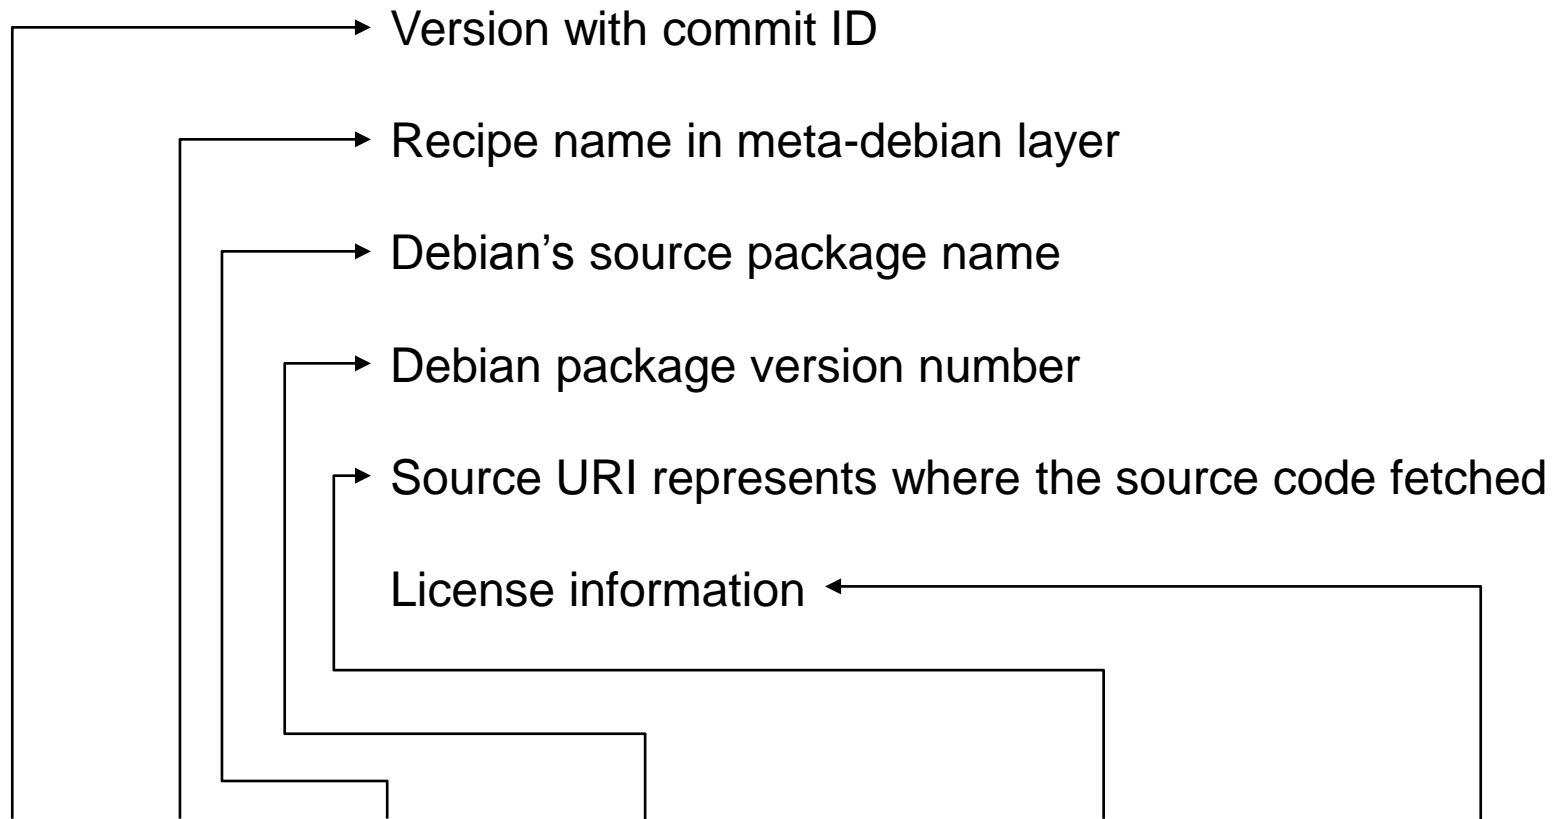 Version with commit ID
Recipe name in meta-debian layer
Debian’s source package name
Debian package version number
Source URI represents where the source code fetched
License information